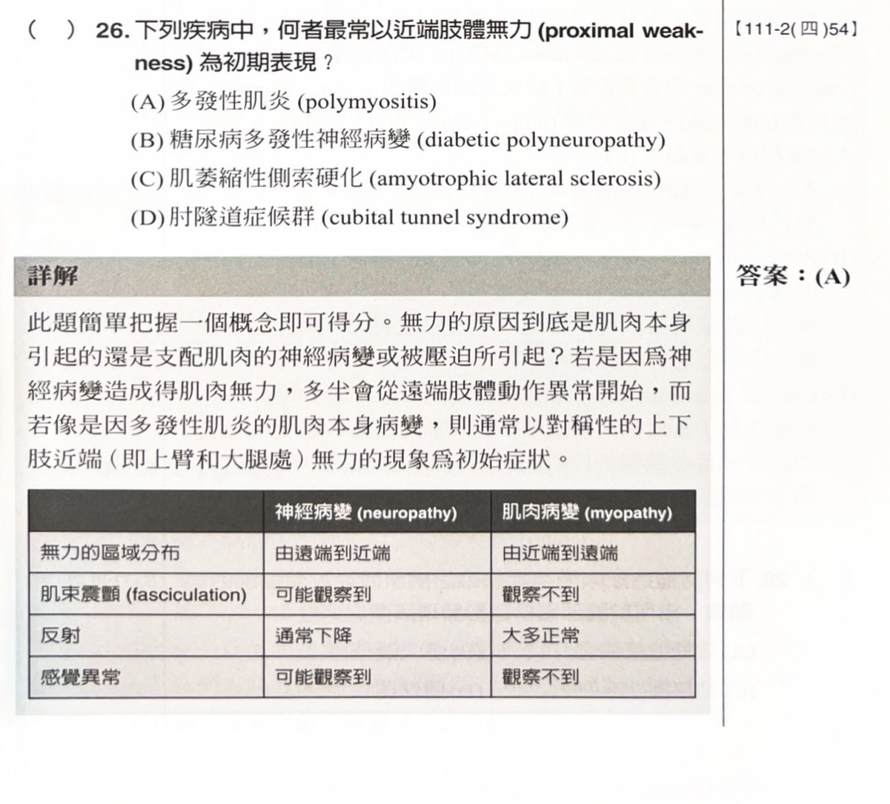 (　) 26. 下列疾病中，何者最常以近端肢體無力 (proximal weak-
ness) 為初期表現？
(A) 多發性肌炎 (polymyositis)
(B) 糖尿病多發性神經病變 (diabetic polyneuropathy)
(C) 肌萎縮性側索硬化 (amyotrophic lateral sclerosis)
(D) 肘隧道症候群 (cubital tunnel syndrome)
【111-2(四)54】
詳解
答案：(A)
此題簡單把握一個概念即可得分。無力的原因到底是肌肉本身
引起的還是支配肌肉的神經病變或被壓迫所引起？若是因為神
經病變造成得肌肉無力，多半會從遠端肢體動作異常開始，而
若像是因多發性肌炎的肌肉本身病變，則通常以對稱性的上下
肢近端（即上臂和大腿處）無力的現象為初始症狀。
神經病變 (neuropathy) 肌肉病變 (myopathy)
無力的區域分布 由遠端到近端 由近端到遠端
肌束震顫 (fasciculation) 可能觀察到 觀察不到
反射 通常下降 大多正常
感覺異常 可能觀察到 觀察不到